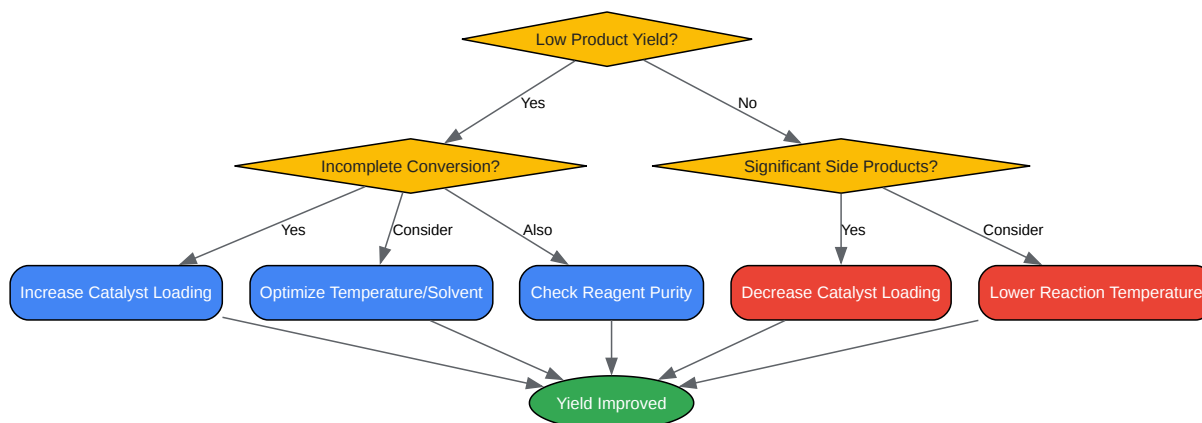 Low Product Yield?
Yes
No
Incomplete Conversion?
Significant Side Products?
Yes
Consider
Also
Yes
Consider
Increase Catalyst Loading
Optimize Temperature/Solvent
Check Reagent Purity
Decrease Catalyst Loading
Lower Reaction Temperature
Yield Improved